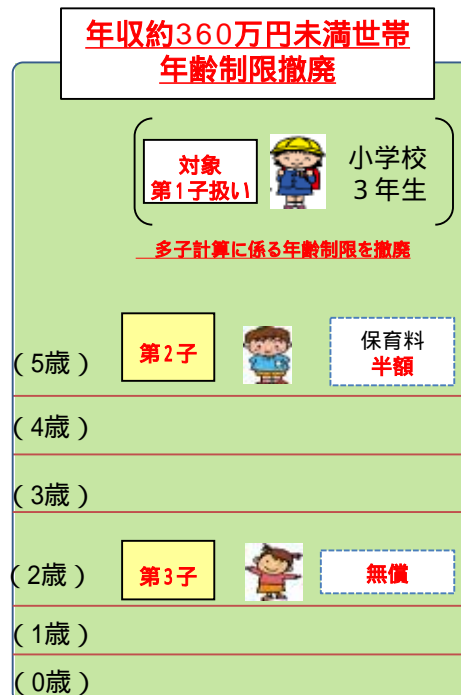 年収約360万円未満世帯
年齢制限撤廃
対象
第1子扱い
小学校
3年生
多子計算に係る年齢制限を撤廃
（5歳）
第2子
保育料
半額
（4歳）
（3歳）
（2歳）
第3子
無償
（1歳）
（0歳）